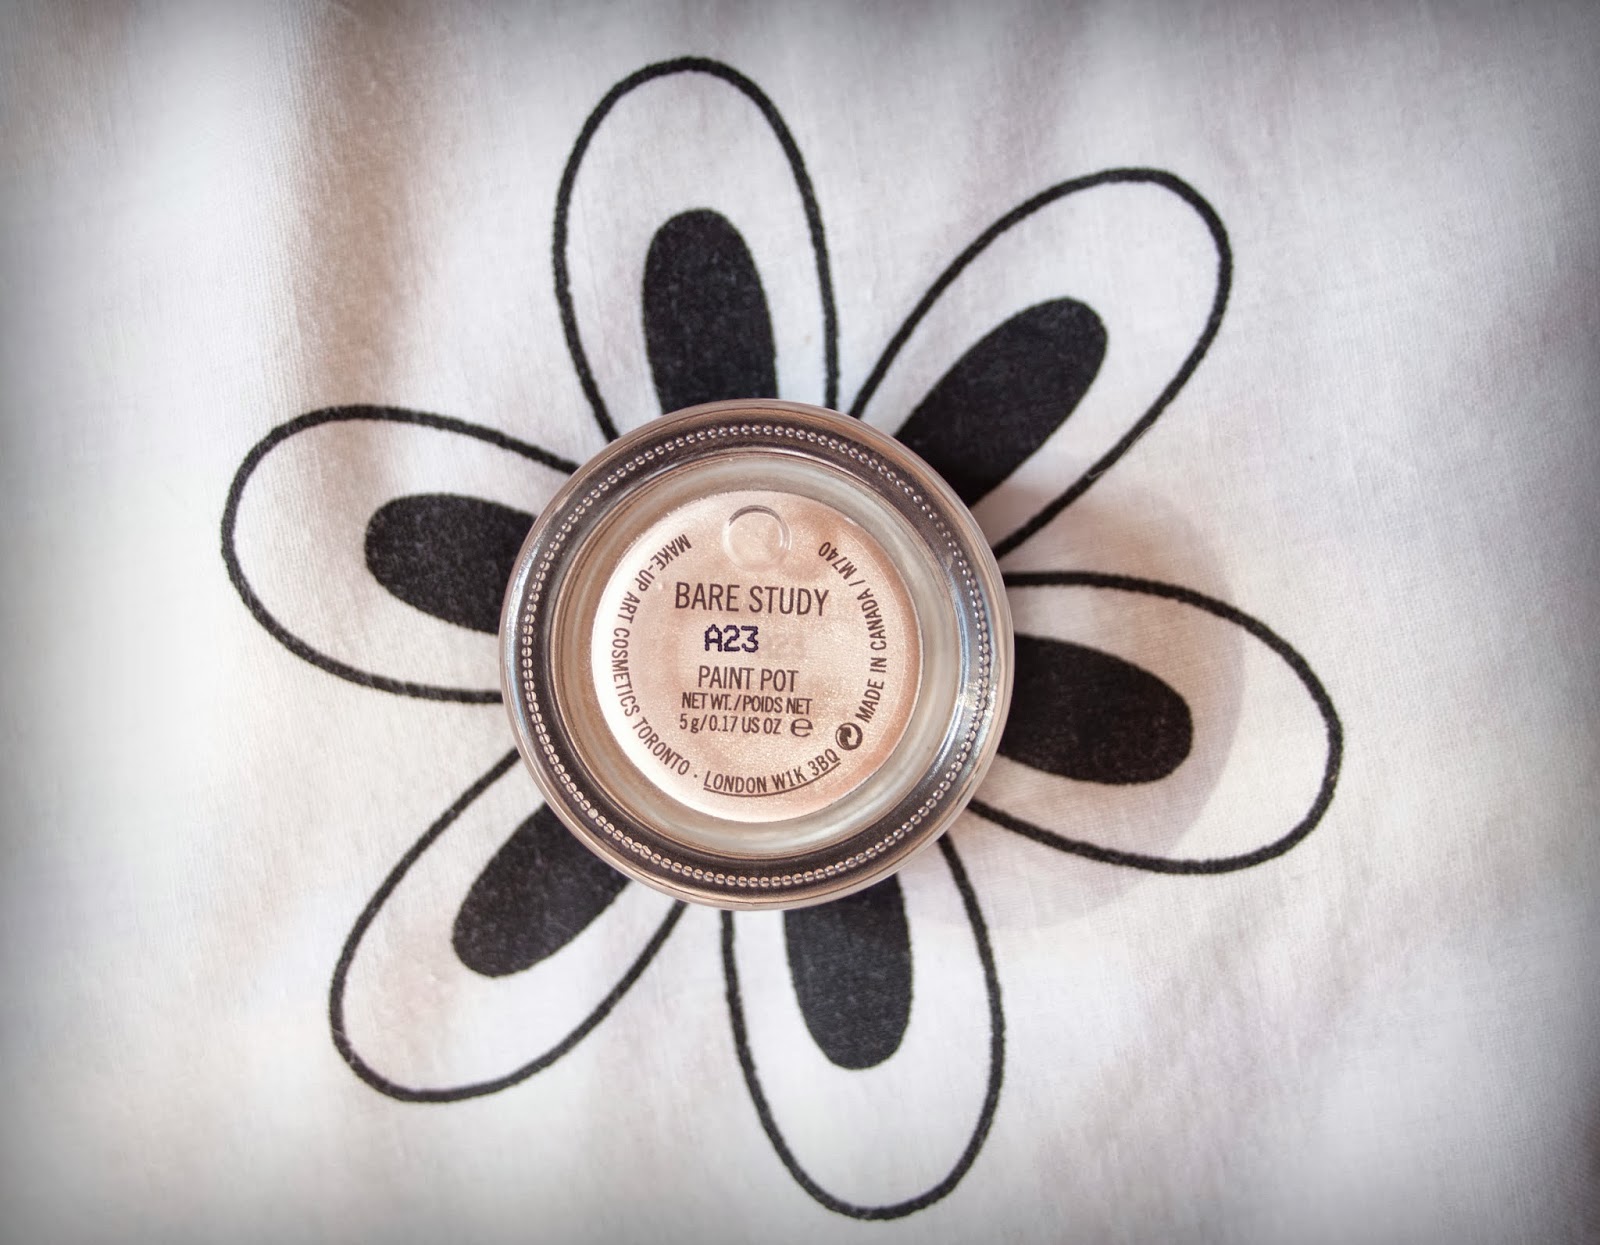 BARE STUDY
A23
PAINT POT
NET WT./POIDS NET
5 g/0.17 US OZ ℮
MAKE-UP ART COSMETICS TORONTO · LONDON W1K 3BQ
MADE IN CANADA / M740